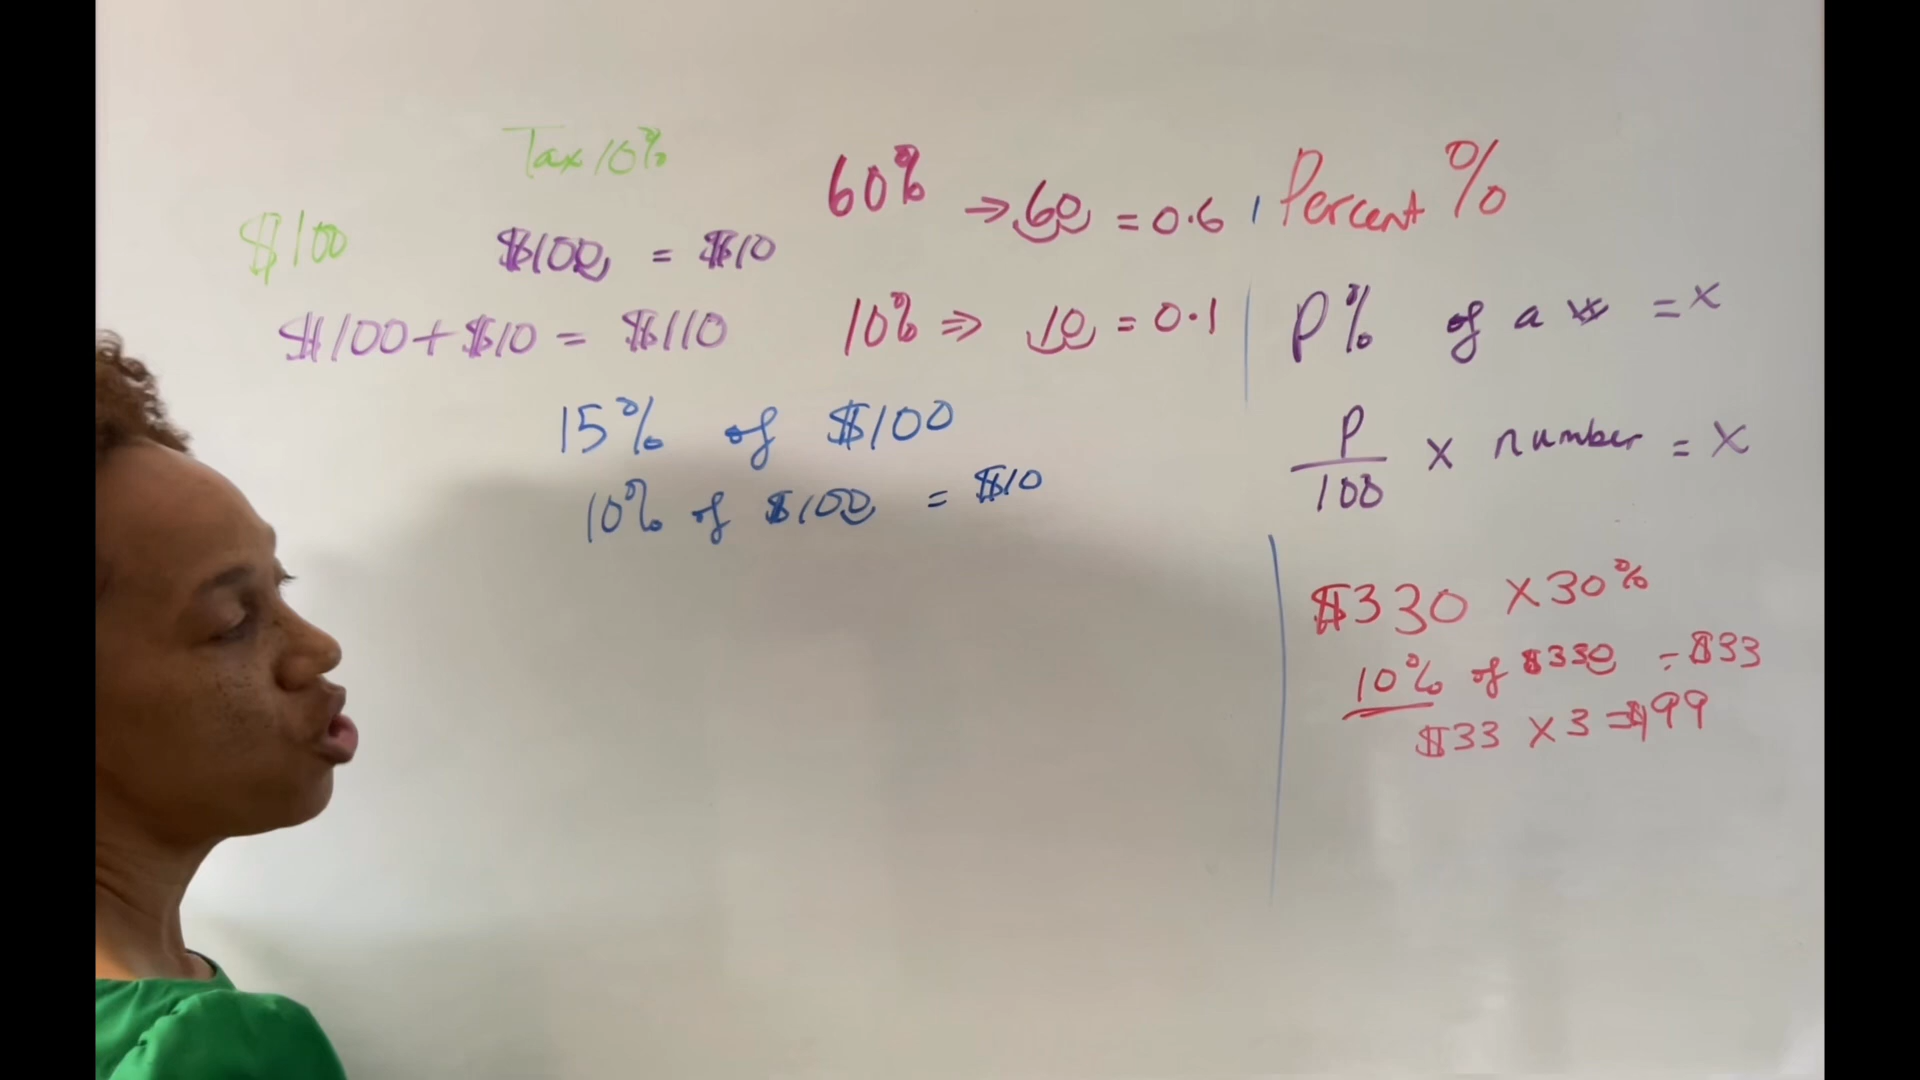 Tax 10%
$100
$100 = $10
$100 + $10 = $110
60% → 60 = 0.6
10% ⇒ 10 = 0.1
15% of $100
10% of $100 = $10
Percent %
P% of a = x
P/100 x number = x
$330 x 30%
10% of $330 = $33
$33 x 3 = $99